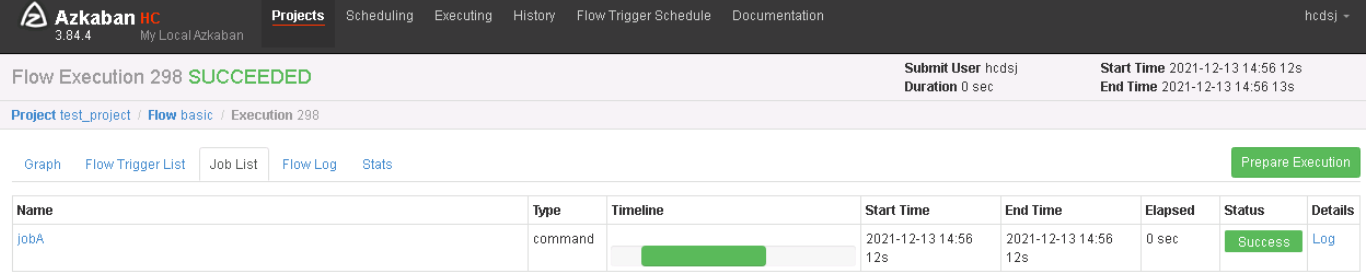 Azkaban HC
3.84.4 My Local Azkaban
Projects Scheduling Executing History Flow Trigger Schedule Documentation hcdsj
Flow Execution 298 SUCCEEDED
Submit User hcdsj Start Time 2021-12-13 14:56 12s
Duration 0 sec End Time 2021-12-13 14:56 13s
Project test_project / Flow basic / Execution 298
Graph Flow Trigger List Job List Flow Log Stats Prepare Execution
Name Type Timeline Start Time End Time Elapsed Status Details
jobA command 2021-12-13 14:56 2021-12-13 14:56 0 sec Success Log
12s 12s